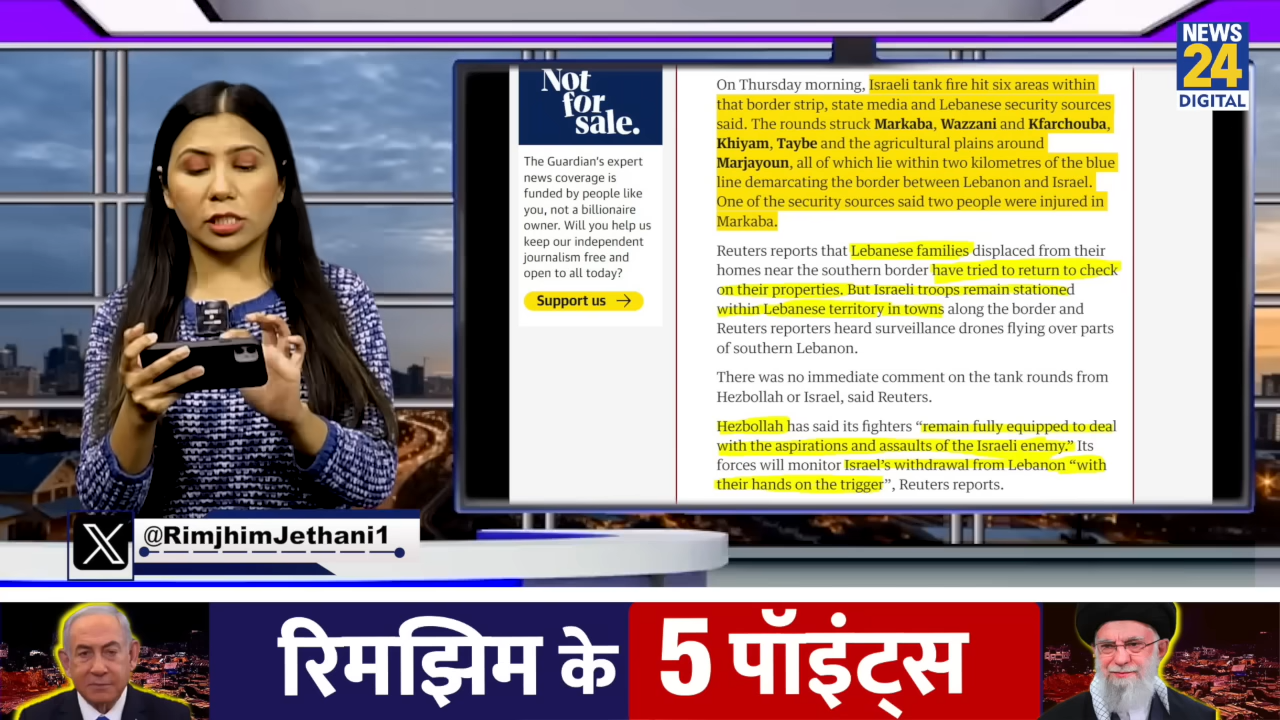 NEWS
24
DIGITAL
Not
for
sale.
The Guardian's expert
news coverage is
funded by people like
you, not a billionaire
owner. Will you help us
keep our independent
journalism free and
open to all today?
Support us →
On Thursday morning, Israeli tank fire hit six areas within
that border strip, state media and Lebanese security sources
said. The rounds struck Markaba, Wazzani and Kfarchouba,
Khiyam, Taybe and the agricultural plains around
Marjayoun, all of which lie within two kilometres of the blue
line demarcating the border between Lebanon and Israel.
One of the security sources said two people were injured in
Markaba.
Reuters reports that Lebanese families displaced from their
homes near the southern border have tried to return to check
on their properties. But Israeli troops remain stationed
within Lebanese territory in towns along the border and
Reuters reporters heard surveillance drones flying over parts
of southern Lebanon.
There was no immediate comment on the tank rounds from
Hezbollah or Israel, said Reuters.
Hezbollah has said its fighters “remain fully equipped to deal
with the aspirations and assaults of the Israeli enemy.” Its
forces will monitor Israel’s withdrawal from Lebanon “with
their hands on the trigger”, Reuters reports.
@RimjhimJethani1
रिमझिम के 5 पॉइंट्स